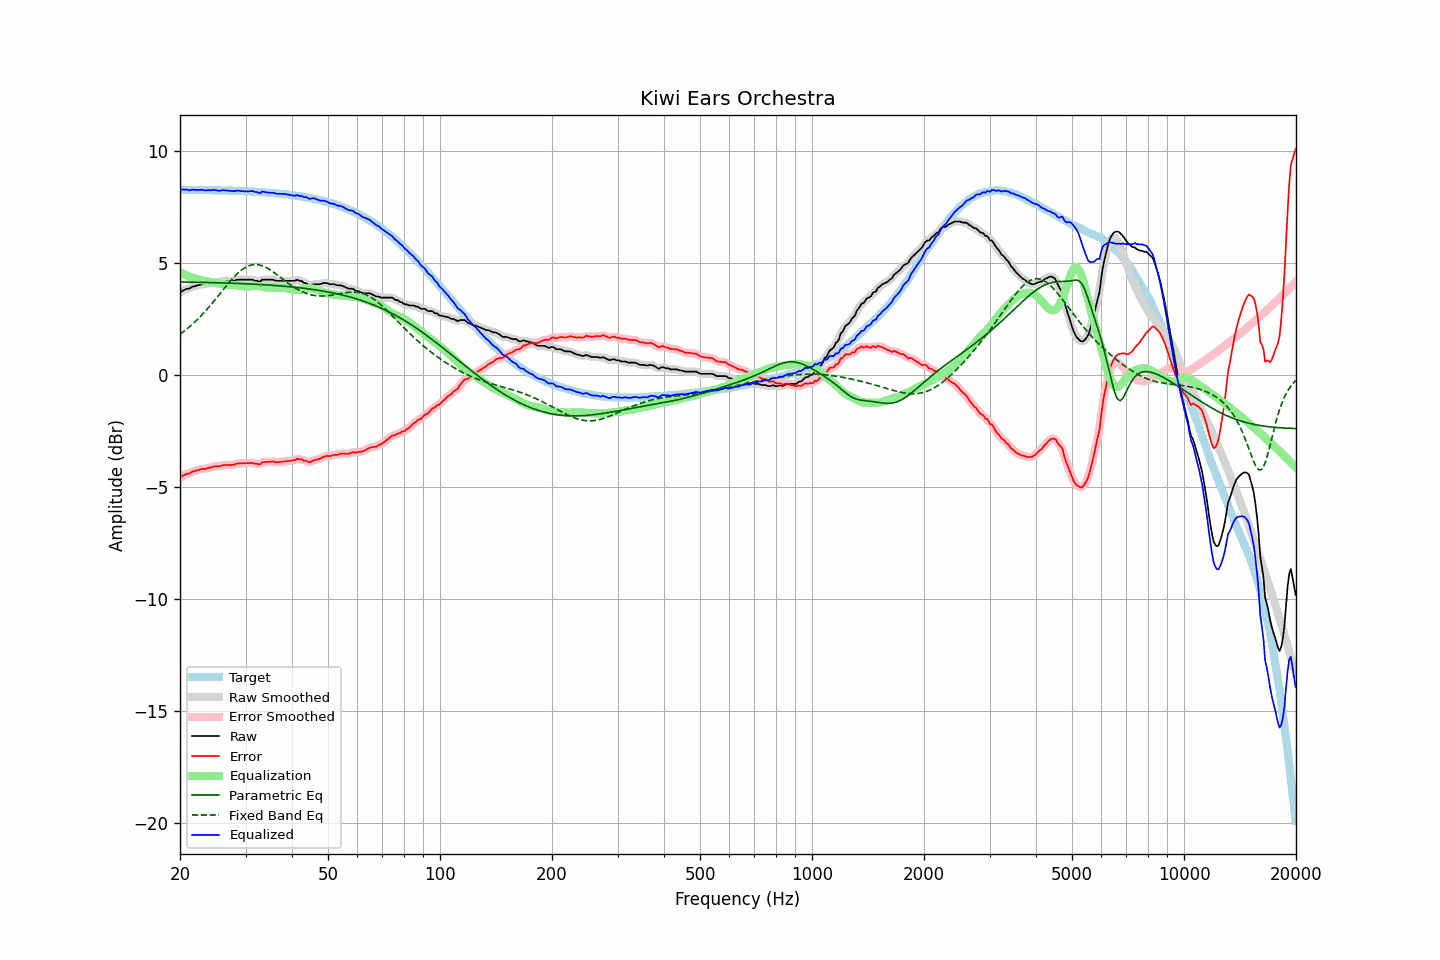 Kiwi Ears Orchestra
10
5
0
−5
−10
−15
−20
Amplitude (dBr)
Target
Raw Smoothed
Error Smoothed
Raw
Error
Equalization
Parametric Eq
Fixed Band Eq
Equalized
20 50 100 200 500 1000 2000 5000 10000 20000
Frequency (Hz)